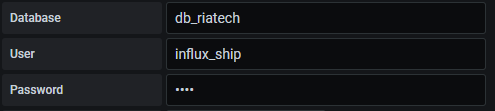 Database db_riatech
User influx_ship
Password ••••